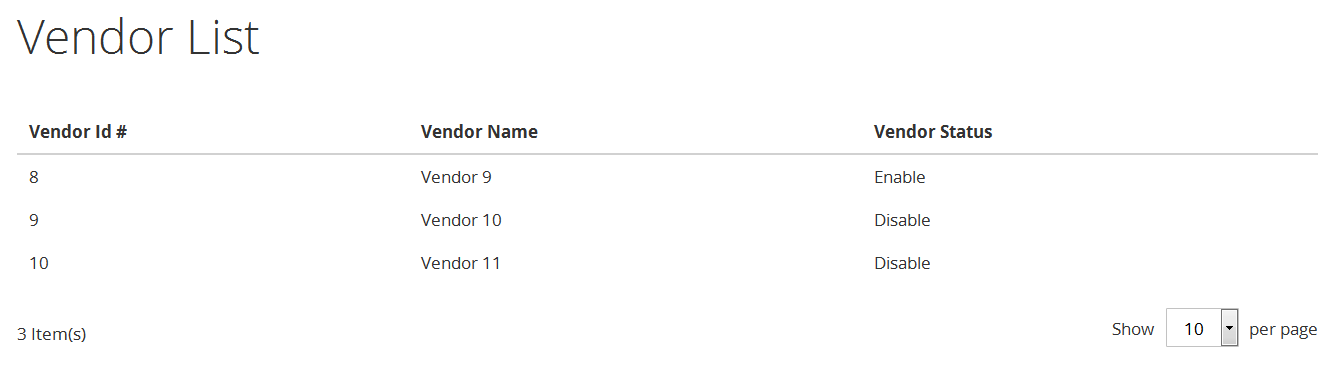 Vendor List
Vendor Id # Vendor Name Vendor Status
8 Vendor 9 Enable
9 Vendor 10 Disable
10 Vendor 11 Disable
3 Item(s) Show 10 per page